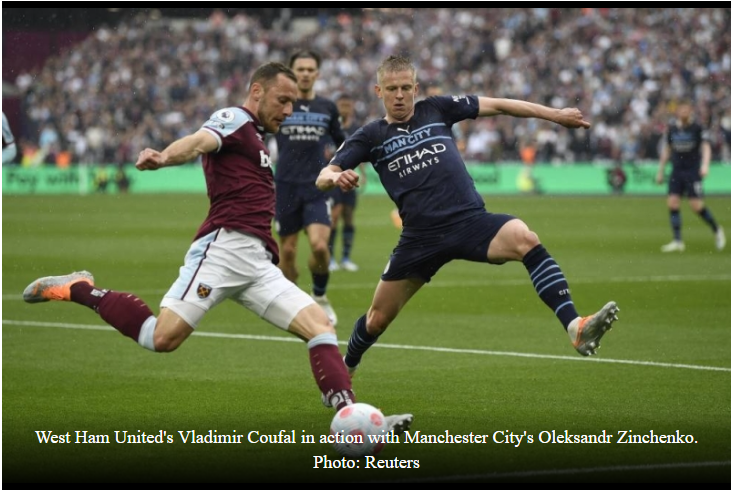 Pay w
MAN CITY
ETIHAD
AIRWAYS
ETIHAD
West Ham United's Vladimir Coufal in action with Manchester City's Oleksandr Zinchenko.
Photo: Reuters